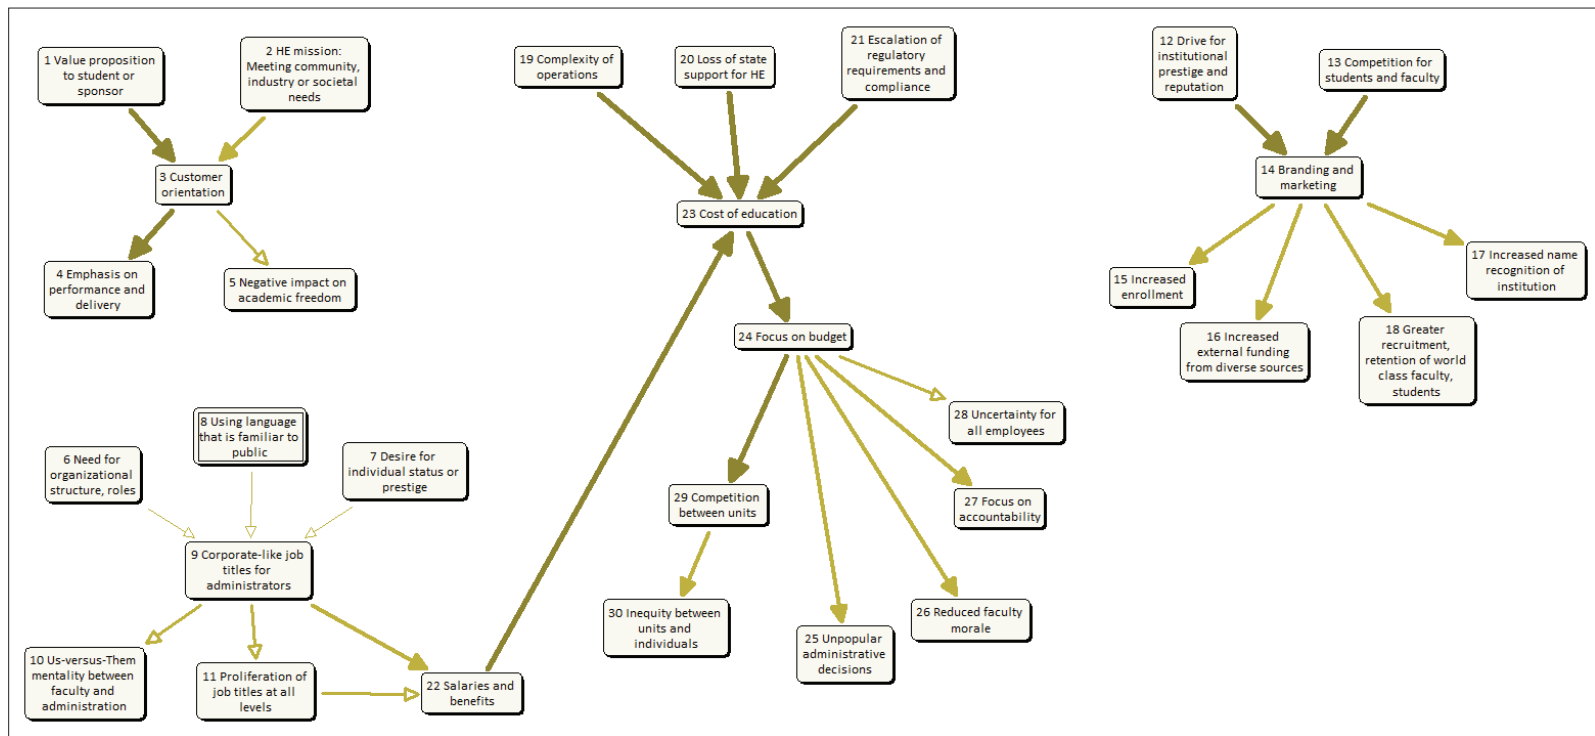 1 Value proposition
to student or
sponsor
2 HE mission:
Meeting community,
industry or societal
needs
3 Customer
orientation
4 Emphasis on
performance and
delivery
5 Negative impact on
academic freedom
6 Need for
organizational
structure, roles
8 Using language
that is familiar to
public
7 Desire for
individual status or
prestige
9 Corporate-like job
titles for
administrators
10 Us-versus-Them
mentality between
faculty and
administration
11 Proliferation of
job titles at all
levels
22 Salaries and
benefits
19 Complexity of
operations
20 Loss of state
support for HE
21 Escalation of
regulatory
requirements and
compliance
23 Cost of education
24 Focus on budget
28 Uncertainty for
all employees
29 Competition
between units
27 Focus on
accountability
30 Inequity between
units and
individuals
25 Unpopular
administrative
decisions
26 Reduced faculty
morale
12 Drive for
institutional
prestige and
reputation
13 Competition for
students and faculty
14 Branding and
marketing
15 Increased
enrollment
16 Increased
external funding
from diverse sources
18 Greater
recruitment,
retention of world
class faculty,
students
17 Increased name
recognition of
institution